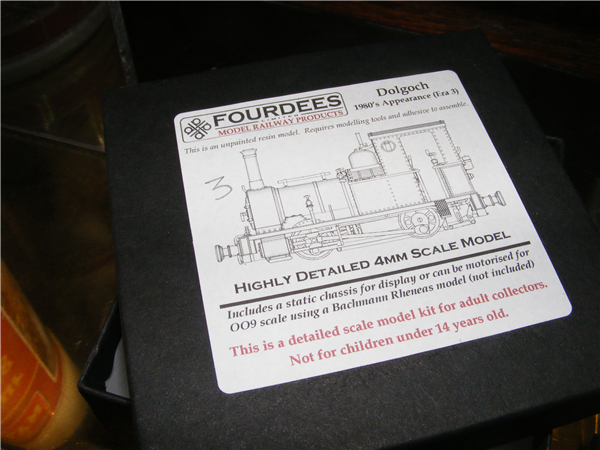 FOURDEES
LIMITED
MODEL RAILWAY PRODUCTS
Dolgoch
1980's Appearance (Era 3)
This is an unpainted resin model. Requires modelling tools and adhesive to assemble
3
HIGHLY DETAILED 4MM SCALE MODEL
Includes a static chassis for display or can be motorised for
OO9 scale using a Bachmann Rheneas model (not included)
This is a detailed scale model kit for adult collectors.
Not for children under 14 years old.